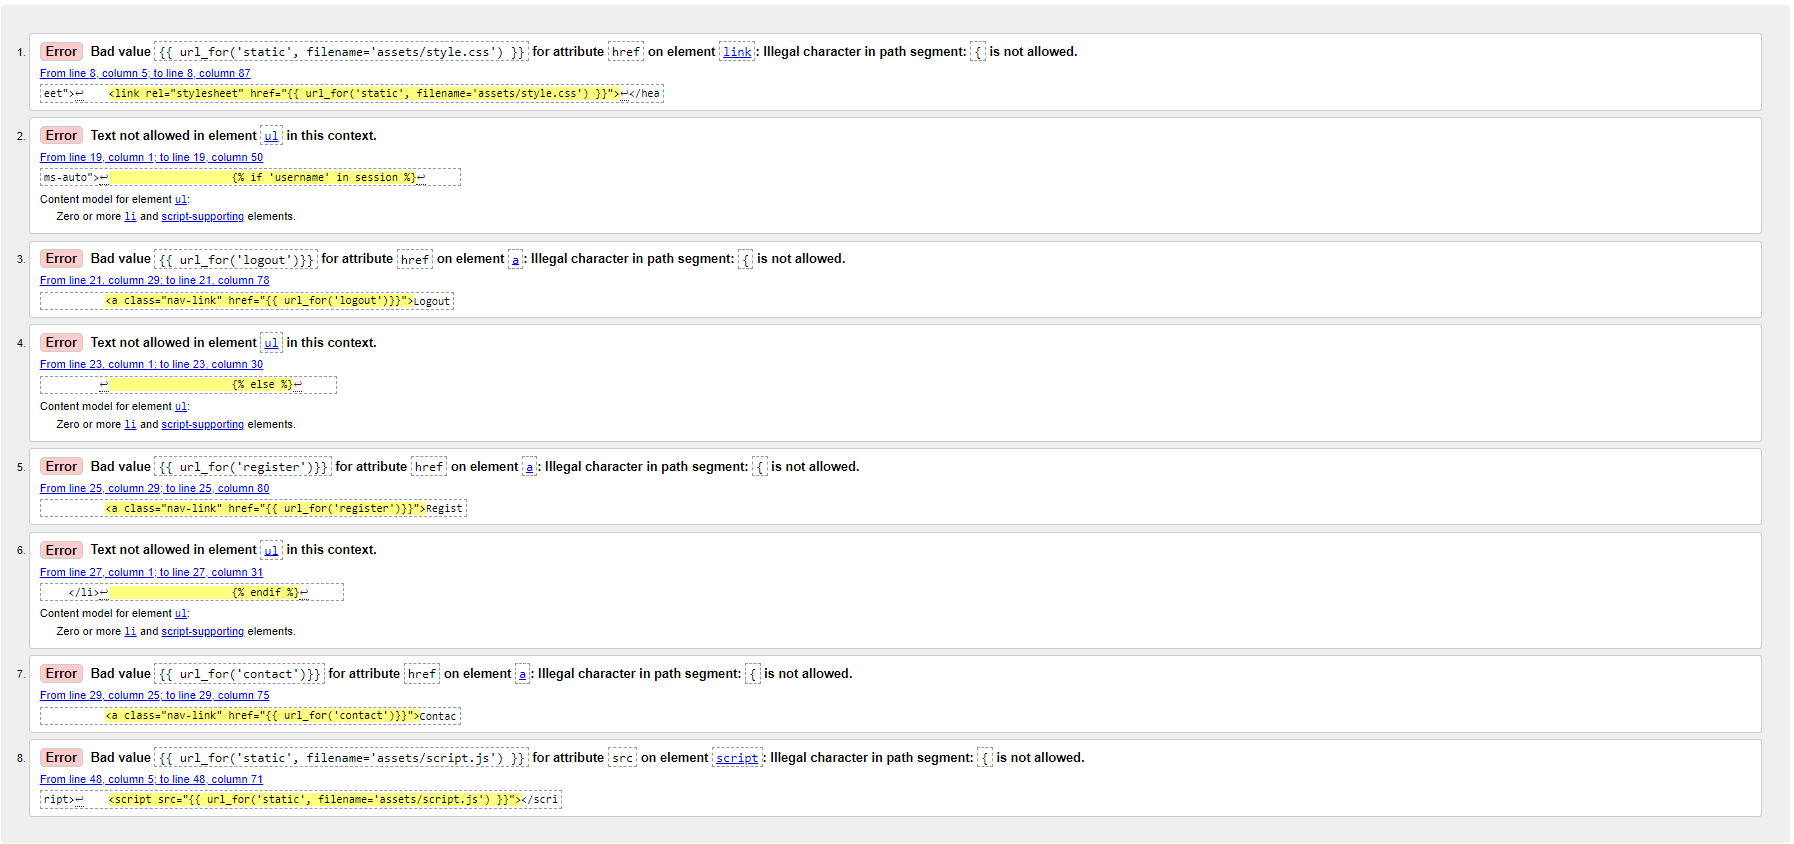 1. Error Bad value {{ url_for('static', filename='assets/style.css') }} for attribute href on element link: Illegal character in path segment: { is not allowed.
From line 8, column 5; to line 8, column 87
eet">↩    <link rel="stylesheet" href="{{ url_for('static', filename='assets/style.css') }}">↩</hea
2. Error Text not allowed in element ul in this context.
From line 19, column 1; to line 19, column 50
ms-auto">↩                    {% if 'username' in session %}↩
Content model for element ul:
Zero or more li and script-supporting elements.
3. Error Bad value {{ url_for('logout')}} for attribute href on element a: Illegal character in path segment: { is not allowed.
From line 21, column 29; to line 21, column 78
<a class="nav-link" href="{{ url_for('logout')}}">Logout
4. Error Text not allowed in element ul in this context.
From line 23, column 1; to line 23, column 30
↩                    {% else %}↩
Content model for element ul:
Zero or more li and script-supporting elements.
5. Error Bad value {{ url_for('register')}} for attribute href on element a: Illegal character in path segment: { is not allowed.
From line 25, column 29; to line 25, column 80
<a class="nav-link" href="{{ url_for('register')}}">Regist
6. Error Text not allowed in element ul in this context.
From line 27, column 1; to line 27, column 31
</li>↩                    {% endif %}↩
Content model for element ul:
Zero or more li and script-supporting elements.
7. Error Bad value {{ url_for('contact')}} for attribute href on element a: Illegal character in path segment: { is not allowed.
From line 29, column 25; to line 29, column 75
<a class="nav-link" href="{{ url_for('contact')}}">Contac
8. Error Bad value {{ url_for('static', filename='assets/script.js') }} for attribute src on element script: Illegal character in path segment: { is not allowed.
From line 48, column 5; to line 48, column 71
ript>↩    <script src="{{ url_for('static', filename='assets/script.js') }}"></scri